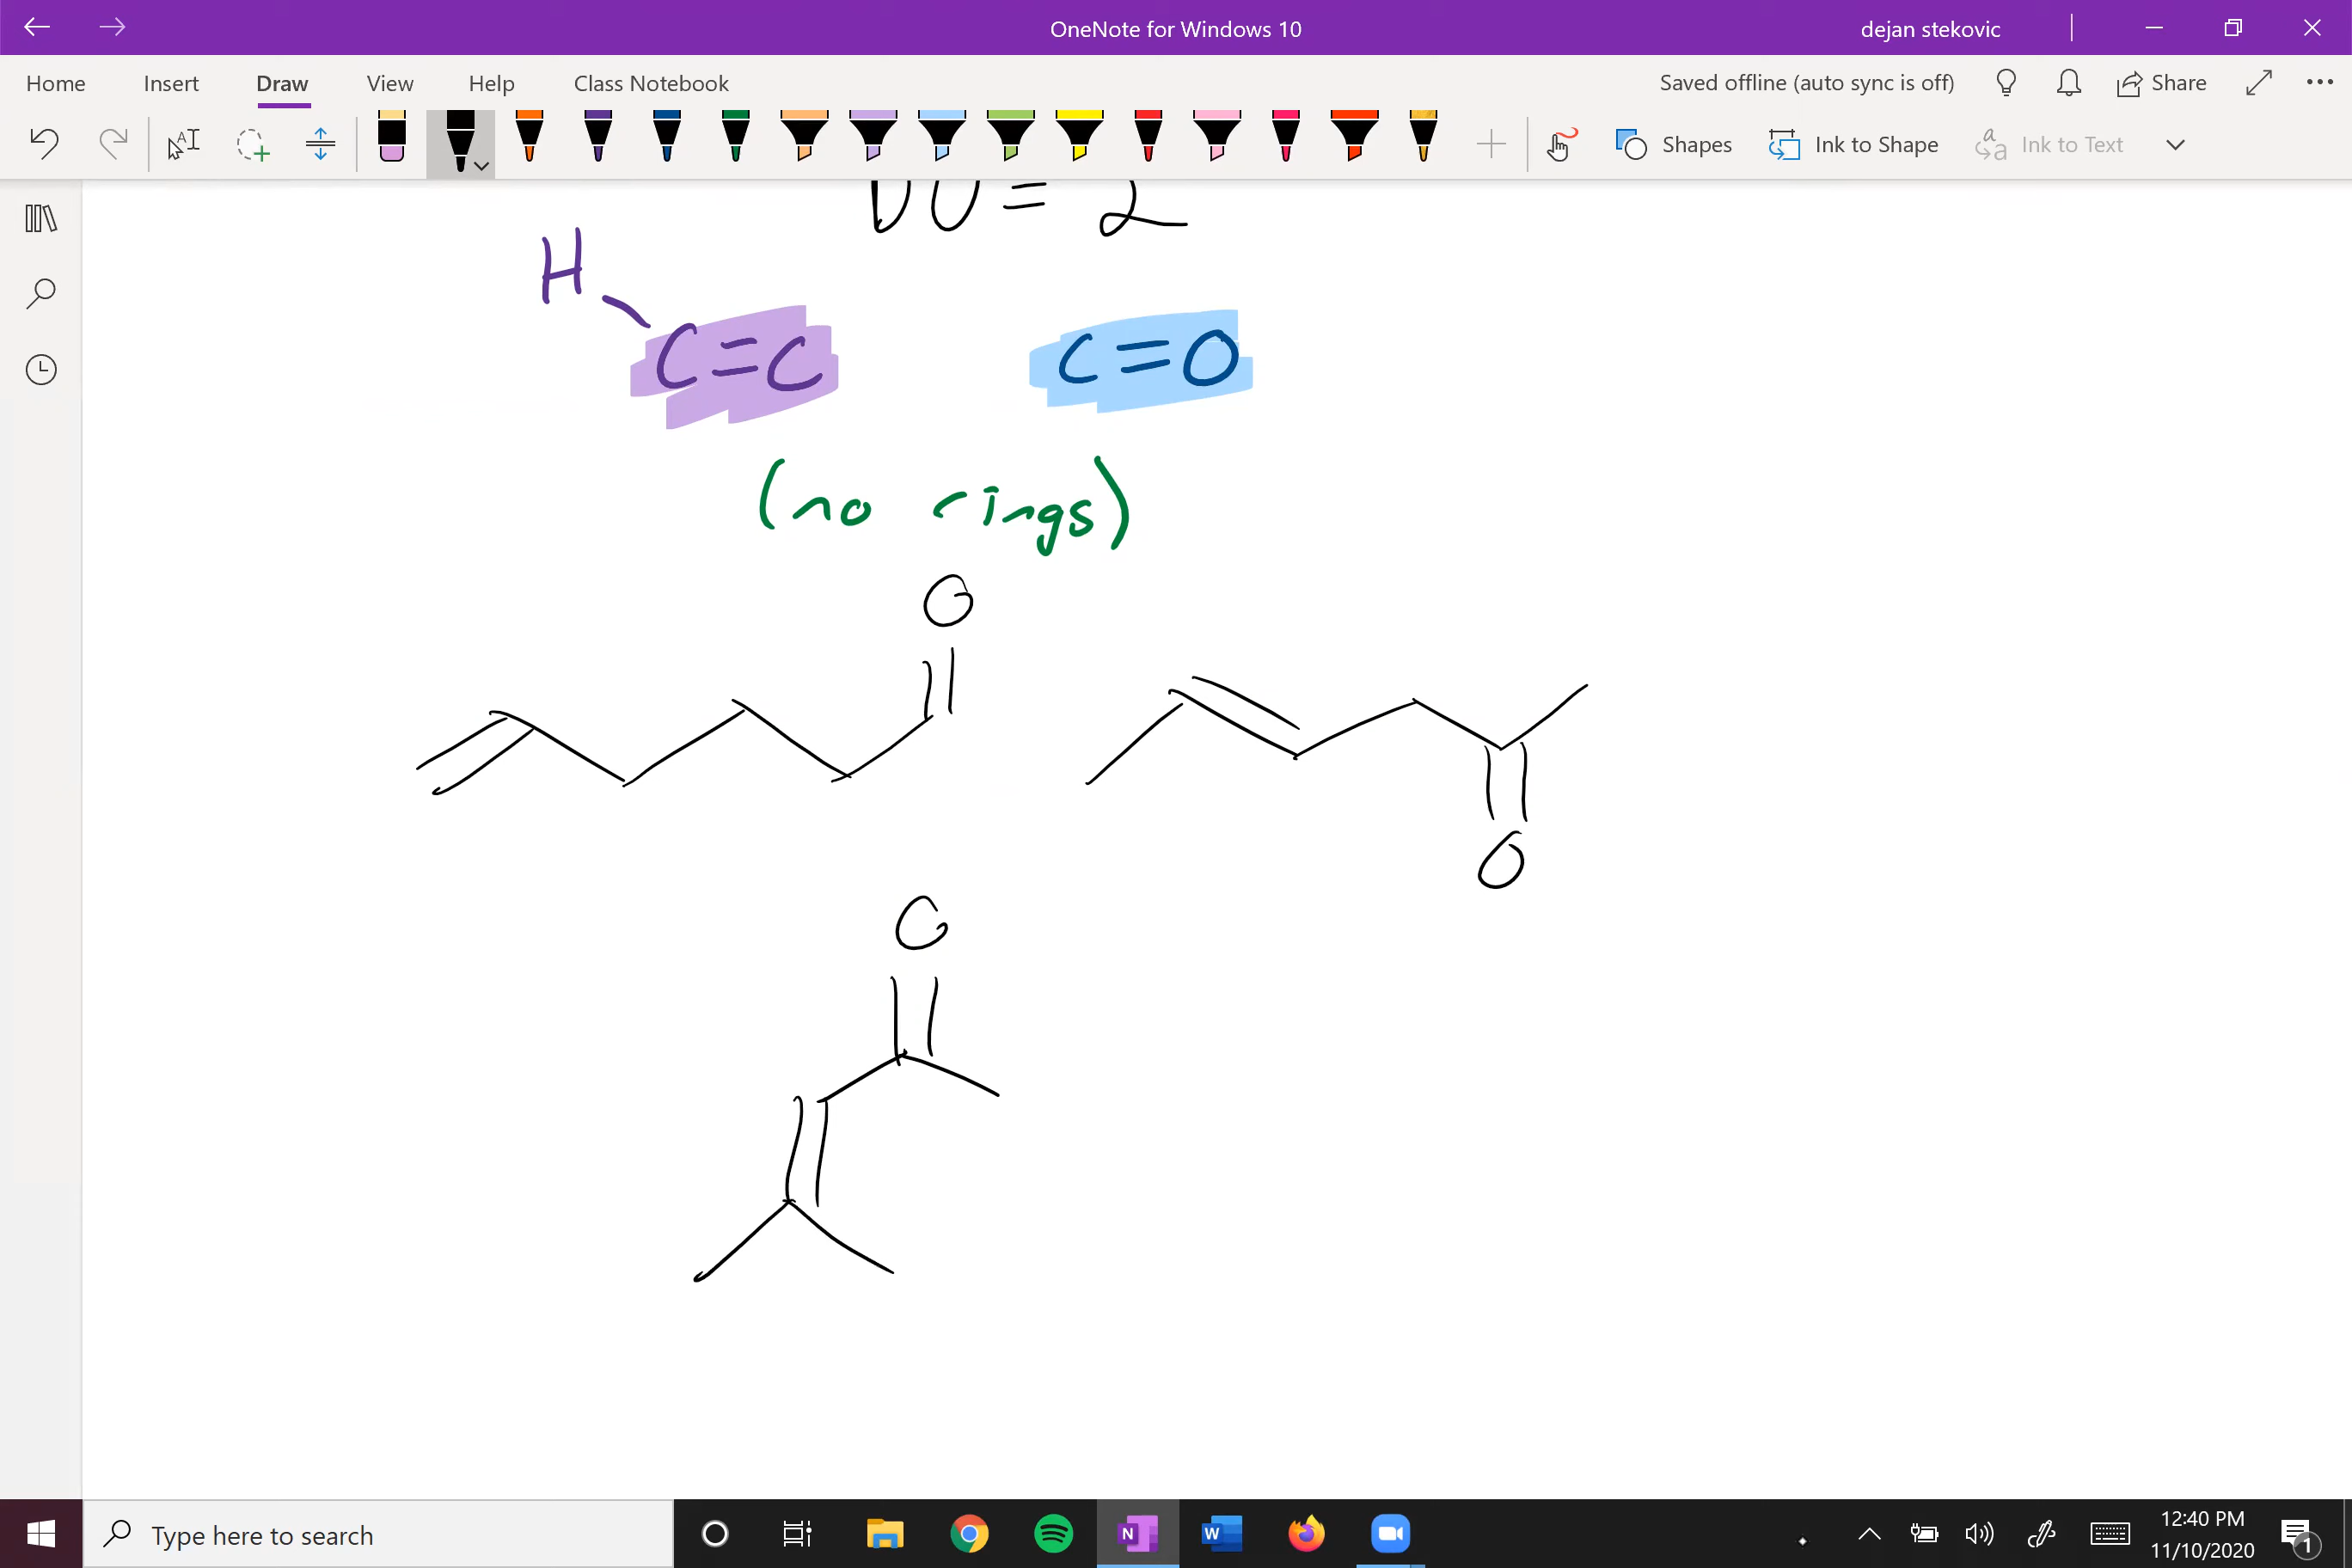 OneNote for Windows 10
dejan stekovic
Home Insert Draw View Help Class Notebook
Saved offline (auto sync is off) Share
Shapes Ink to Shape Ink to Text
DU = 2
H
C=C C=O
(no rings)
O
O
O
Type here to search
12:40 PM
11/10/2020
1